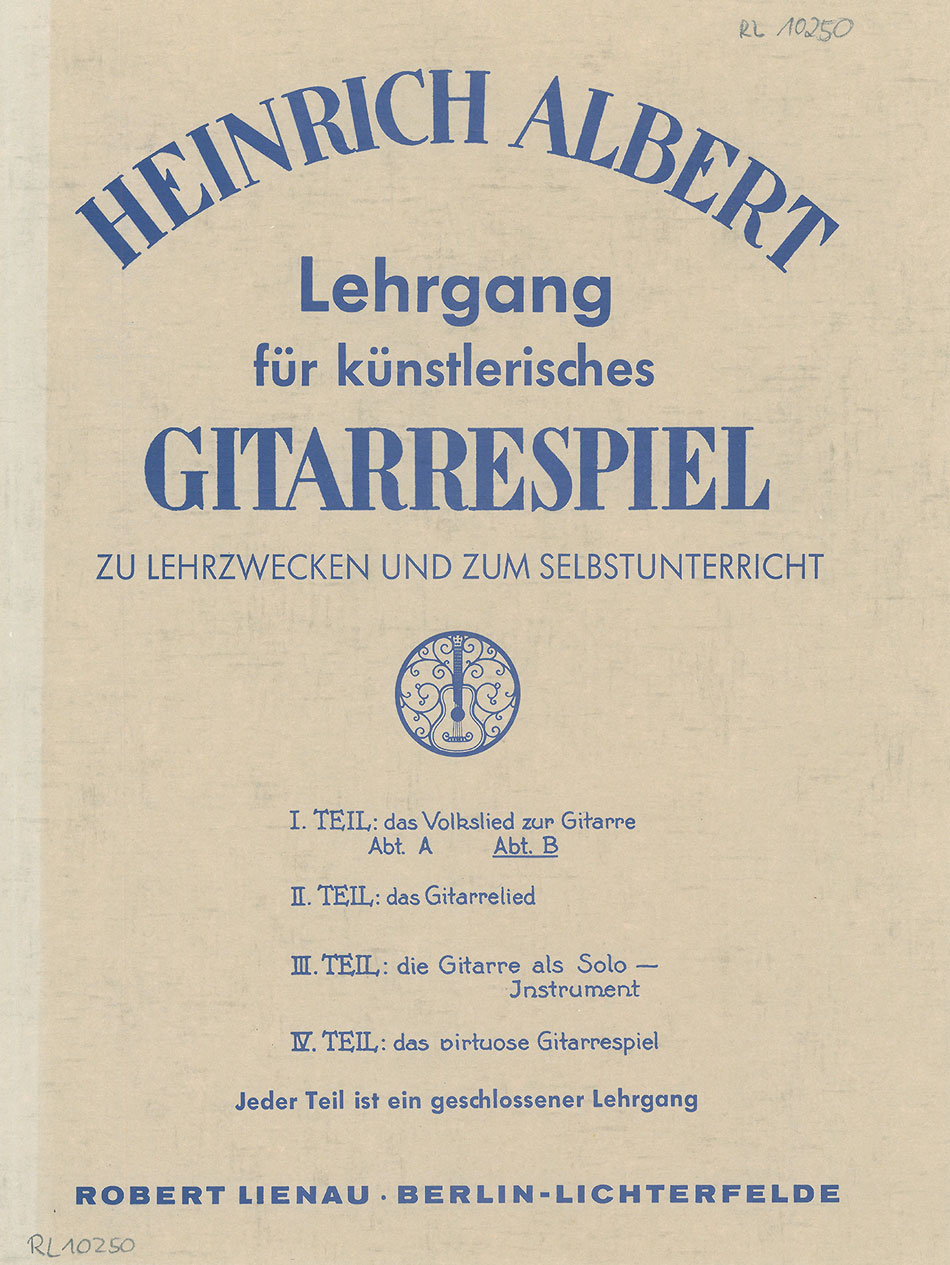 RL 10250
HEINRICH ALBERT
Lehrgang
für künstlerisches
GITARRESPIEL
ZU LEHRZWECKEN UND ZUM SELBSTUNTERRICHT
I. TEIL: das Volkslied zur Gitarre
Abt. A Abt. B
II. TEIL: das Gitarrelied
III. TEIL: die Gitarre als Solo —
Jnstrument
IV. TEIL: das virtuose Gitarrespiel
Jeder Teil ist ein geschlossener Lehrgang
ROBERT LIENAU · BERLIN-LICHTERFELDE
RL10250